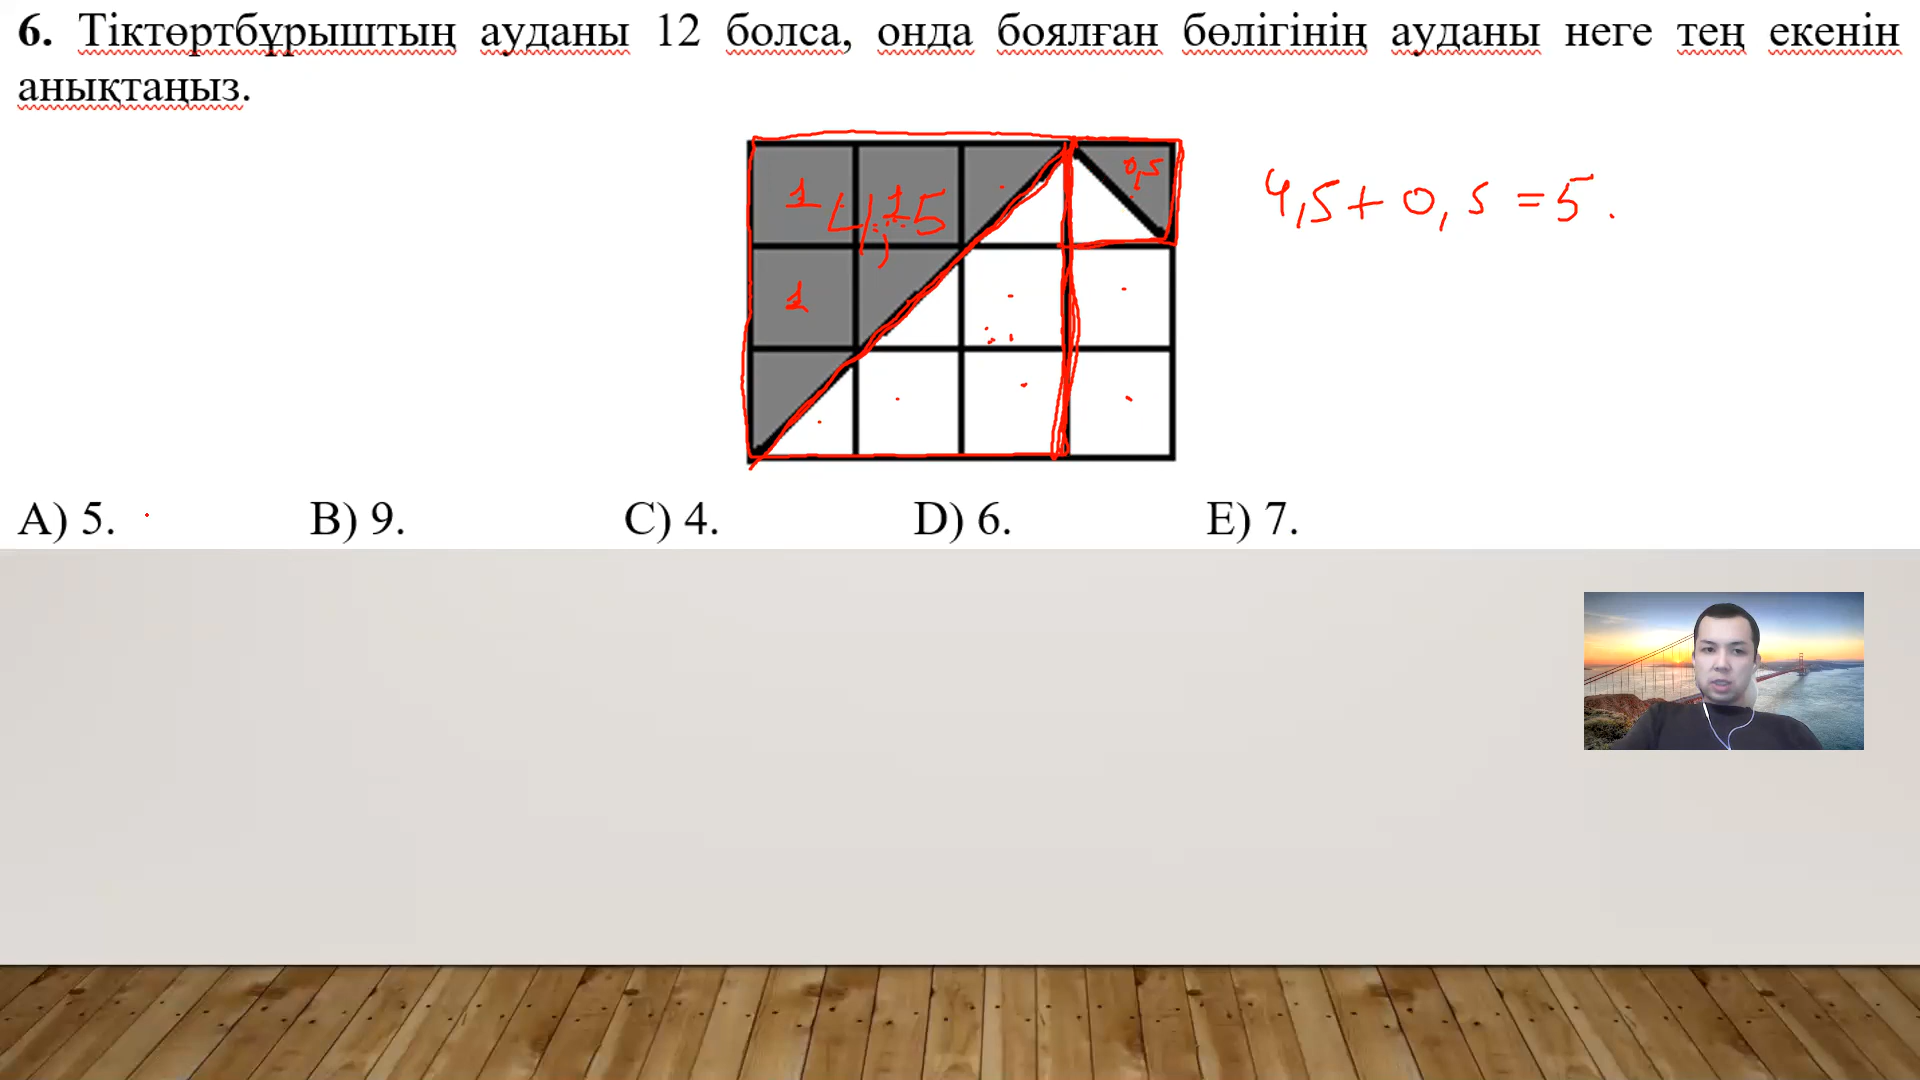 6. Тіктөртбұрыштың ауданы 12 болса, онда боялған бөлігінің ауданы неге тең екенін
анықтаңыз.
1 1 0,5
4,5
4,5 + 0,5 = 5.
1
A) 5. B) 9. C) 4. D) 6. E) 7.